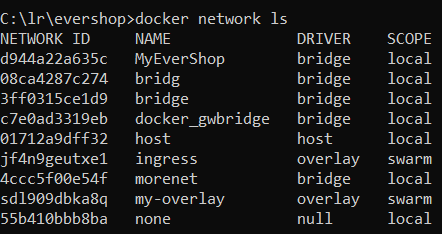 C:\lr\evershop>docker network ls
NETWORK ID     NAME              DRIVER    SCOPE
d944a22a635c   MyEverShop        bridge    local
08ca4287c274   bridg             bridge    local
3ff0315ce1d9   bridge            bridge    local
c7e0ad3319eb   docker_gwbridge   bridge    local
01712a9dff32   host              host      local
jf4n9geutxe1   ingress           overlay   swarm
4ccc5f00e54f   morenet           bridge    local
sdl909dbka8q   my-overlay        overlay   swarm
55b410bbb8ba   none              null      local